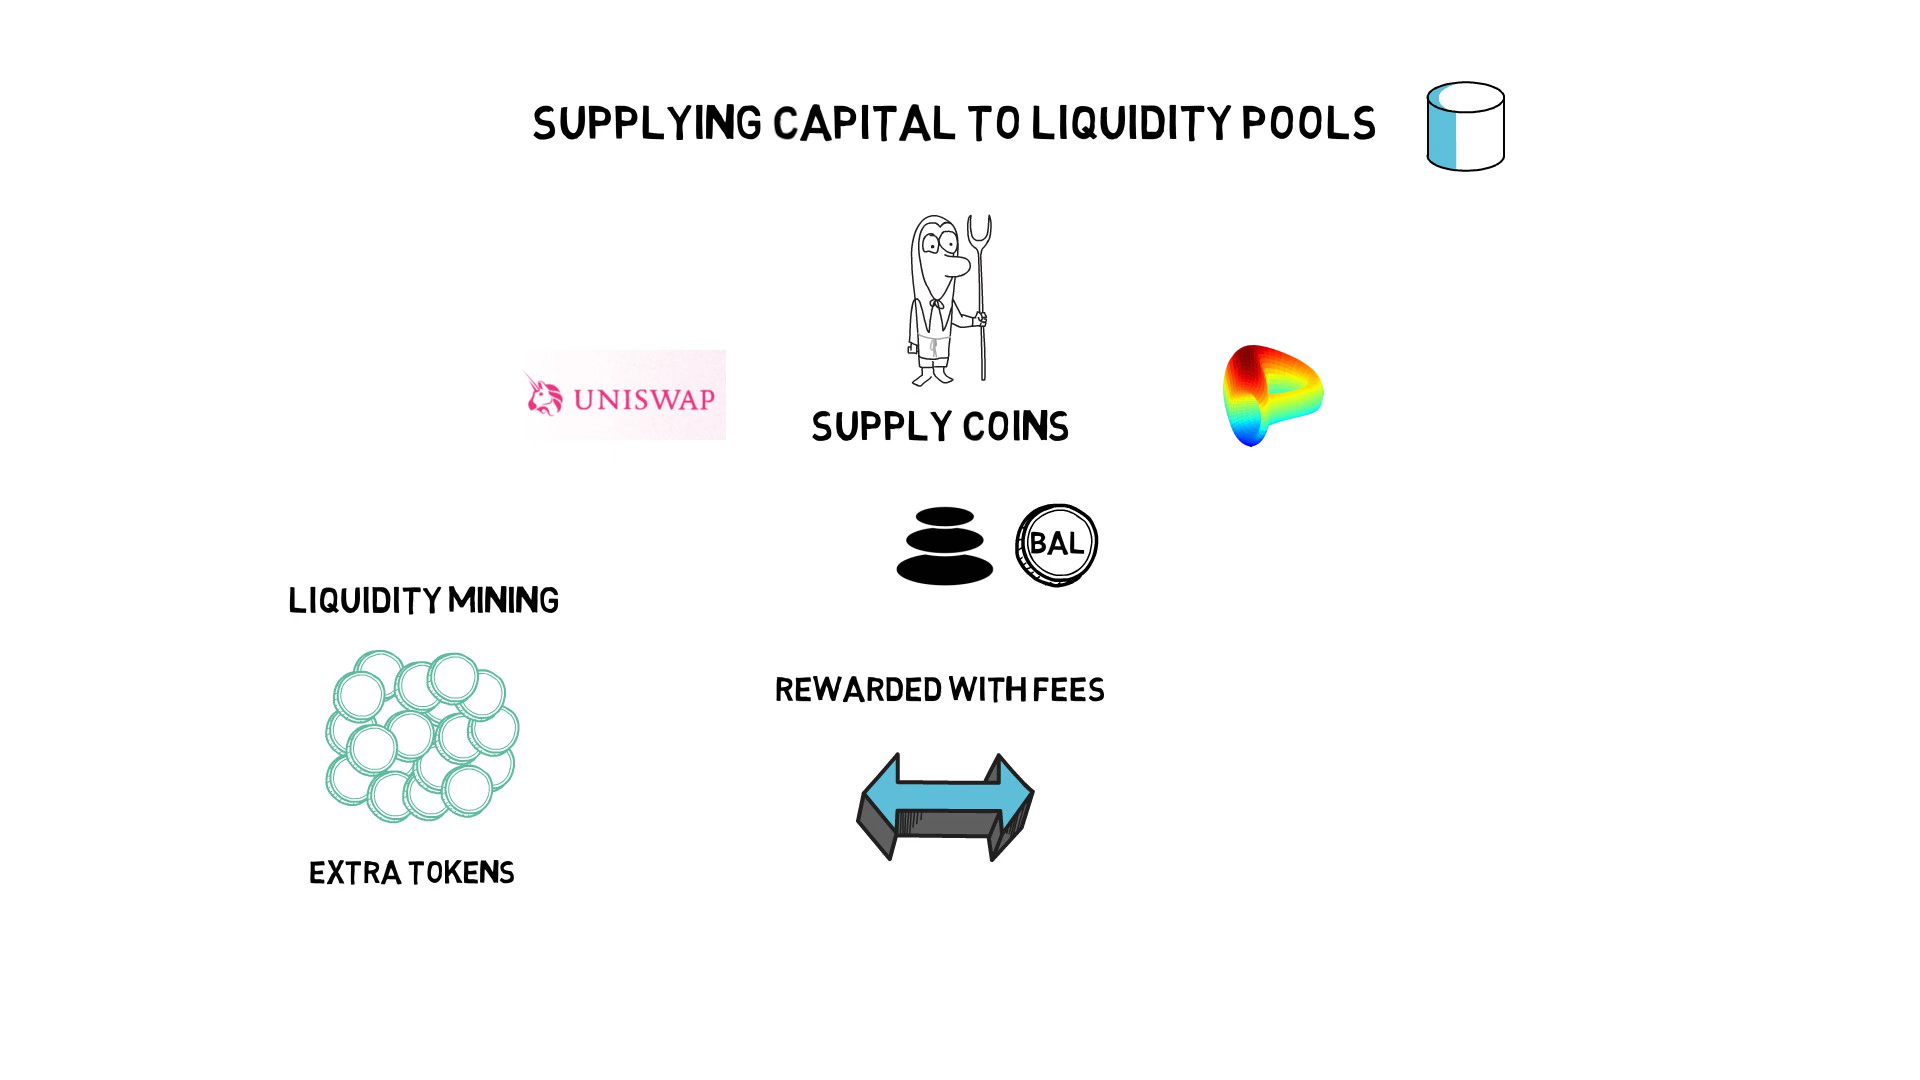 SUPPLYING CAPITAL TO LIQUIDITY POOLS
UNISWAP
SUPPLY COINS
BAL
LIQUIDITY MINING
REWARDED WITH FEES
EXTRA TOKENS